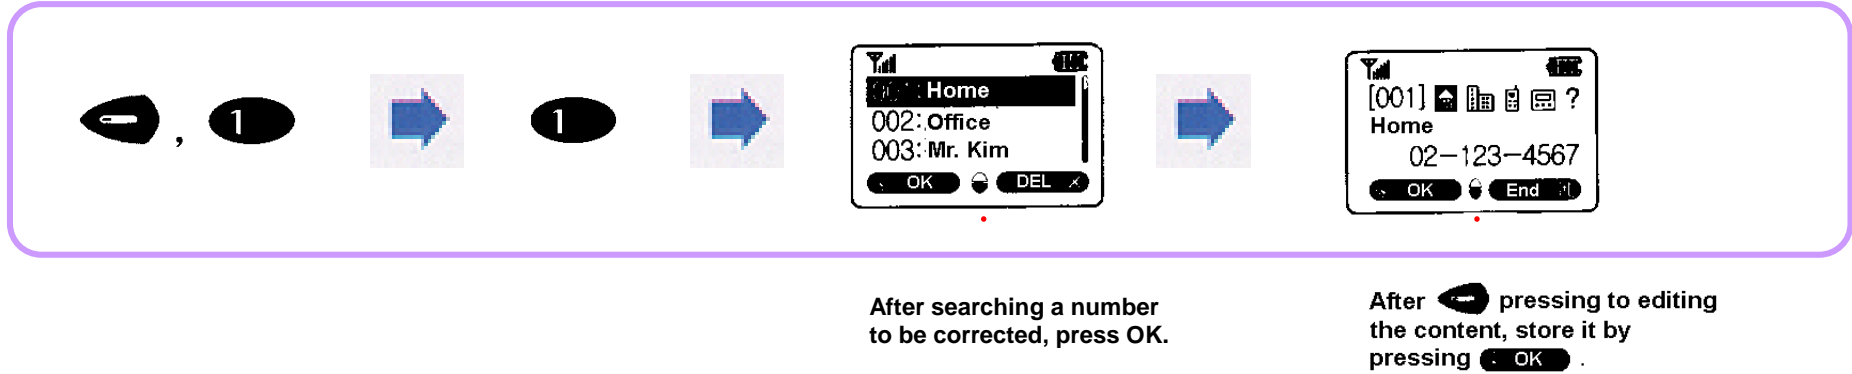 , 1
1
Home
002: Office
003: Mr. Kim
OK DEL
[001] ?
Home
02-123-4567
OK End
After searching a number
to be corrected, press OK.
After pressing to editing
the content, store it by
pressing OK .